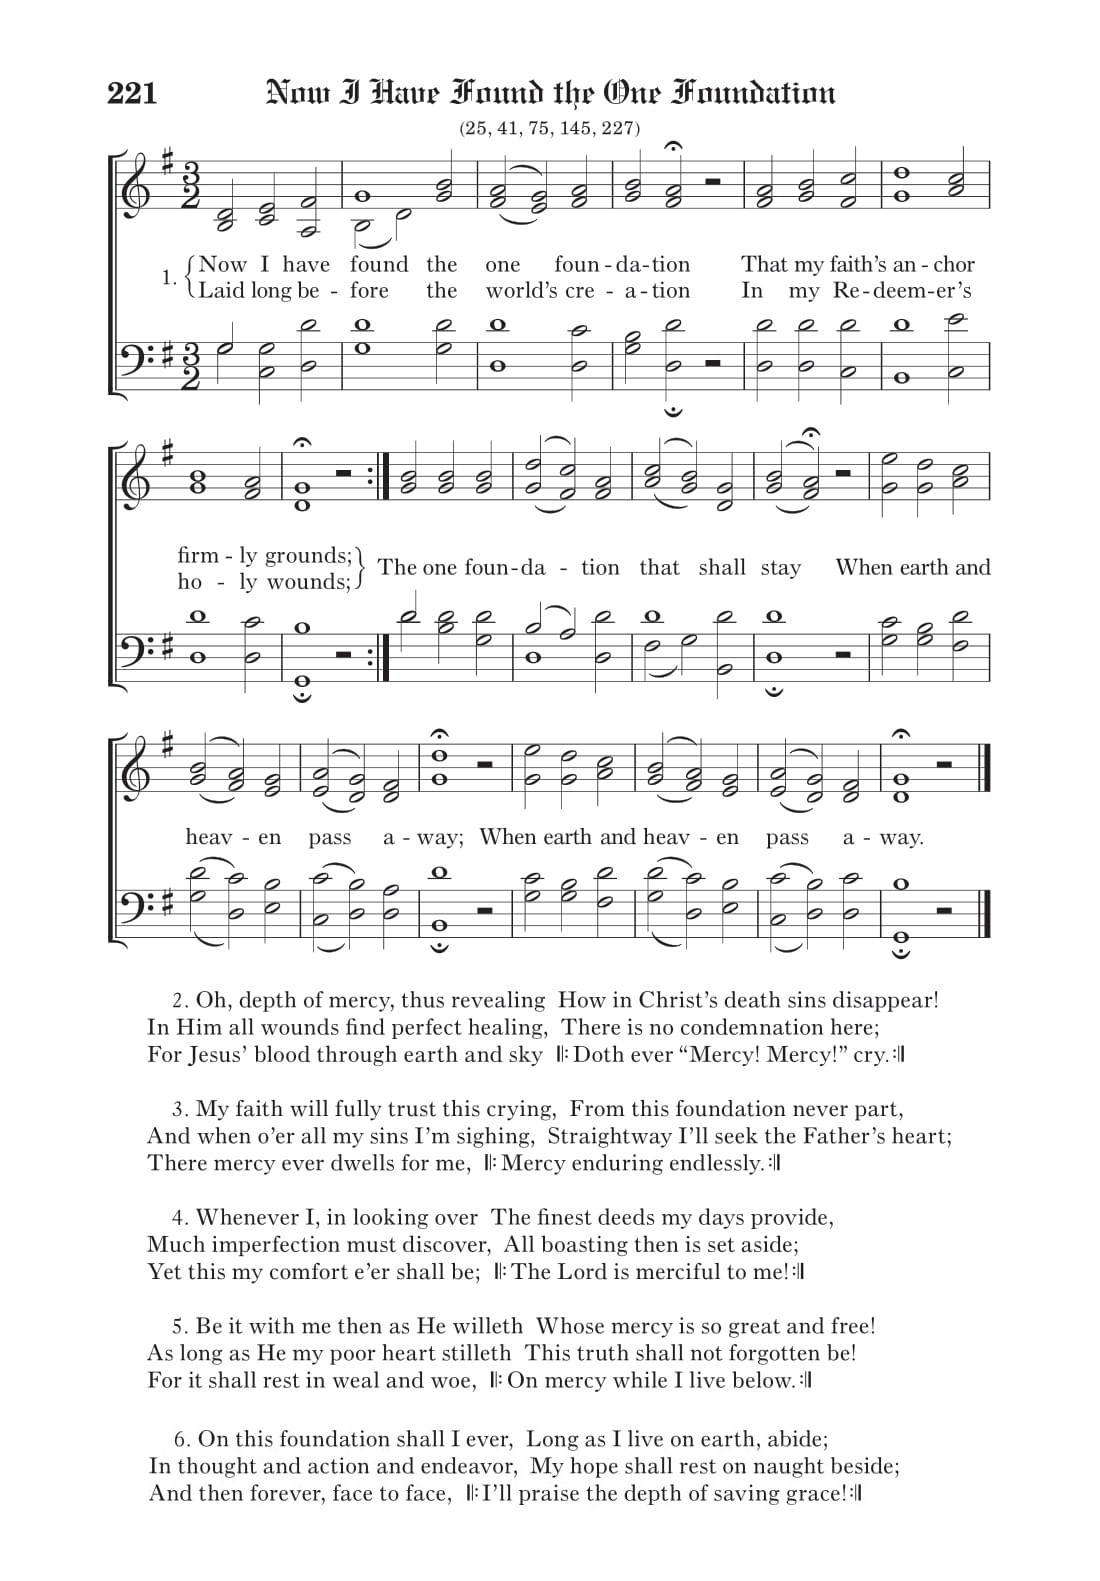 221 Now I Have Found the One Foundation
(25, 41, 75, 145, 227)
1. Now I have found the one foun - da - tion That my faith's an - chor
Laid long be - fore the world's cre - a - tion In my Re - deem - er's
firm - ly grounds;
ho - ly wounds; The one foun - da - tion that shall stay When earth and
heav - en pass a - way; When earth and heav - en pass a - way.
2. Oh, depth of mercy, thus revealing How in Christ's death sins disappear!
In Him all wounds find perfect healing, There is no condemnation here;
For Jesus' blood through earth and sky 𝄆 Doth ever “Mercy! Mercy!” cry. 𝄇
3. My faith will fully trust this crying, From this foundation never part,
And when o'er all my sins I'm sighing, Straightway I'll seek the Father's heart;
There mercy ever dwells for me, 𝄆 Mercy enduring endlessly. 𝄇
4. Whenever I, in looking over The finest deeds my days provide,
Much imperfection must discover, All boasting then is set aside;
Yet this my comfort e'er shall be; 𝄆 The Lord is merciful to me! 𝄇
5. Be it with me then as He willeth Whose mercy is so great and free!
As long as He my poor heart stilleth This truth shall not forgotten be!
For it shall rest in weal and woe, 𝄆 On mercy while I live below. 𝄇
6. On this foundation shall I ever, Long as I live on earth, abide;
In thought and action and endeavor, My hope shall rest on naught beside;
And then forever, face to face, 𝄆 I'll praise the depth of saving grace! 𝄇